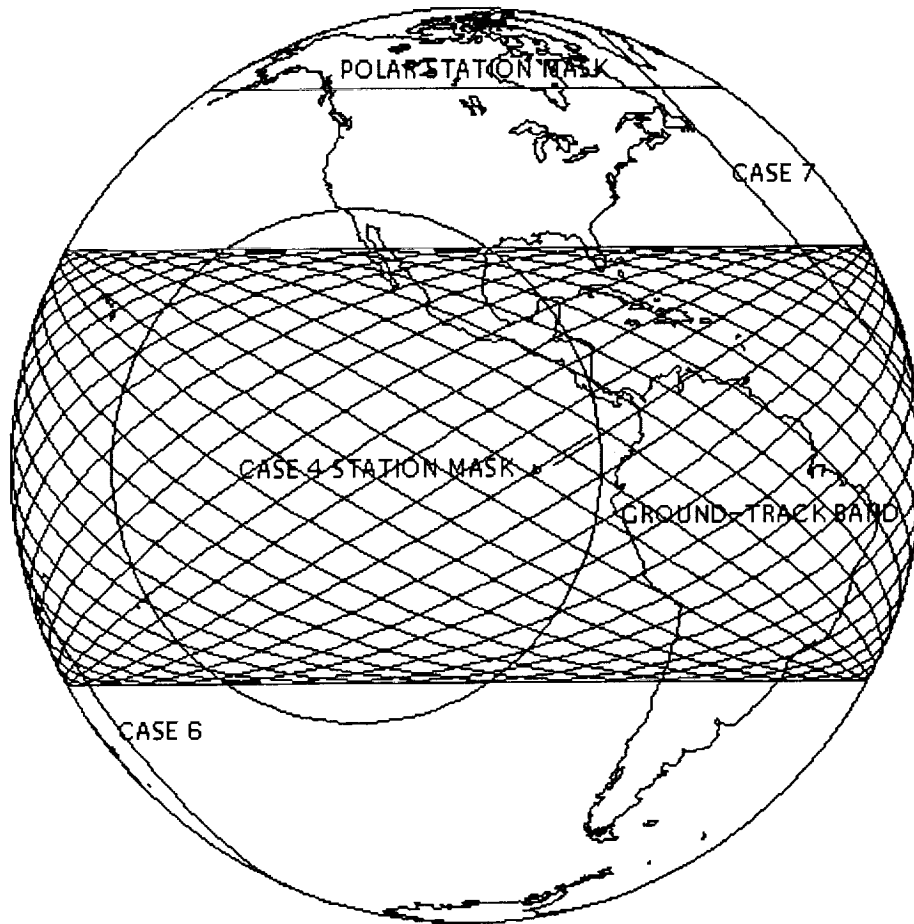 POLAR STATION MASK
CASE 7
CASE 4 STATION MASK
GROUND-TRACK BAND
CASE 6